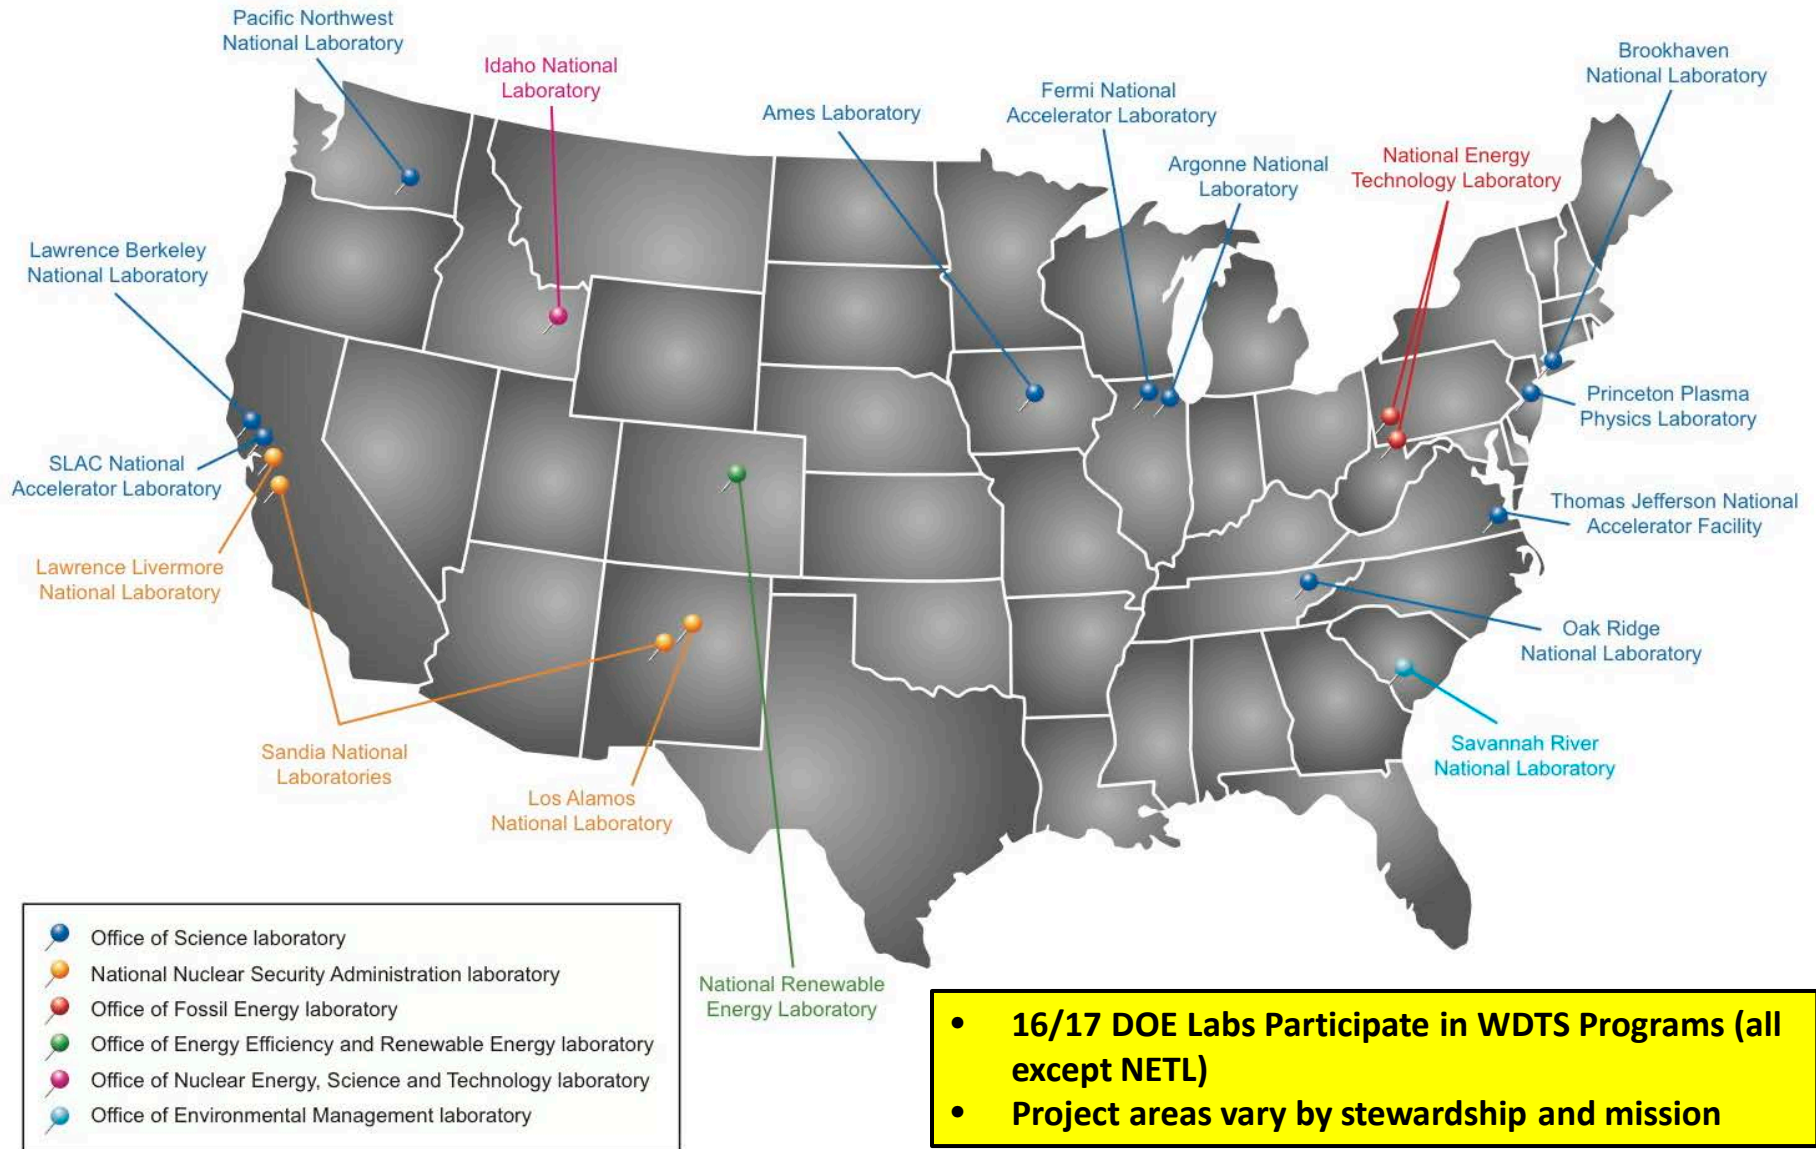 Pacific Northwest
National Laboratory
Idaho National
Laboratory
Ames Laboratory
Fermi National
Accelerator Laboratory
Argonne National
Laboratory
National Energy
Technology Laboratory
Brookhaven
National Laboratory
Lawrence Berkeley
National Laboratory
SLAC National
Accelerator Laboratory
Lawrence Livermore
National Laboratory
Sandia National
Laboratories
Los Alamos
National Laboratory
National Renewable
Energy Laboratory
Princeton Plasma
Physics Laboratory
Thomas Jefferson National
Accelerator Facility
Oak Ridge
National Laboratory
Savannah River
National Laboratory
Office of Science laboratory
National Nuclear Security Administration laboratory
Office of Fossil Energy laboratory
Office of Energy Efficiency and Renewable Energy laboratory
Office of Nuclear Energy, Science and Technology laboratory
Office of Environmental Management laboratory
• 16/17 DOE Labs Participate in WDTS Programs (all
except NETL)
• Project areas vary by stewardship and mission